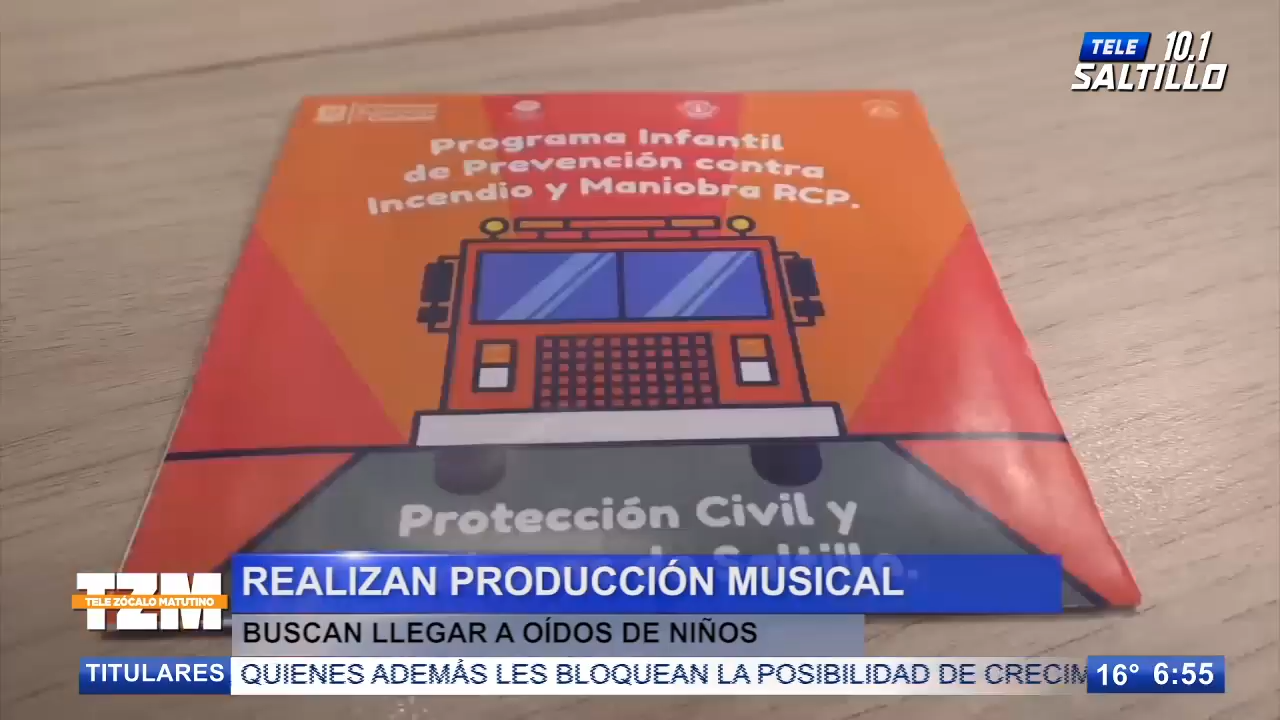 TELE 10.1
SALTILLO
Programa Infantil
de Prevención contra
Incendio y Maniobra RCP.
Protección Civil y
de Saltillo.
TZM
TELE ZÓCALO MATUTINO
REALIZAN PRODUCCIÓN MUSICAL
BUSCAN LLEGAR A OÍDOS DE NIÑOS
TITULARES QUIENES ADEMÁS LES BLOQUEAN LA POSIBILIDAD DE CRECIM 16° 6:55